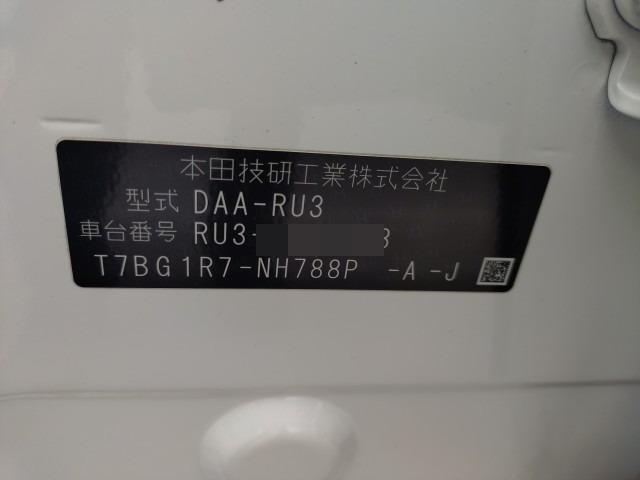 本田技研工業株式会社
型式 DAA-RU3
車台番号 RU3-
T7BG1R7-NH788P -A -J